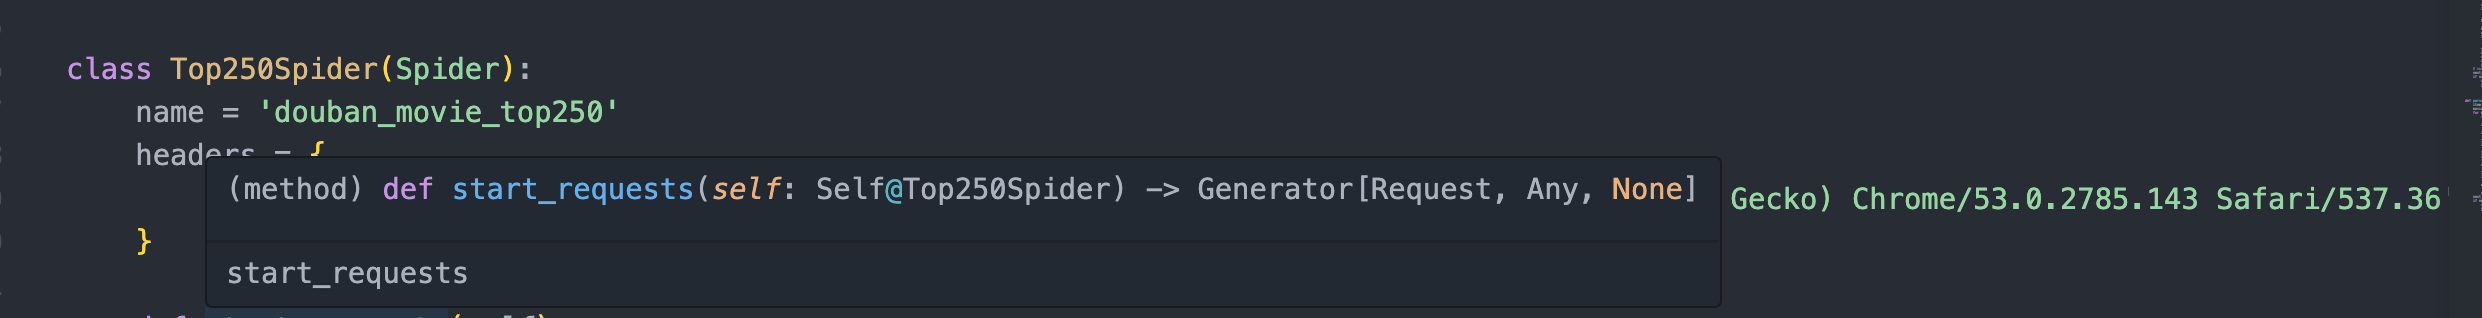 class Top250Spider(Spider):
name = 'douban_movie_top250'
headers = {
(method) def start_requests(self: Self@Top250Spider) -> Generator[Request, Any, None]
Gecko) Chrome/53.0.2785.143 Safari/537.36'
}
start_requests